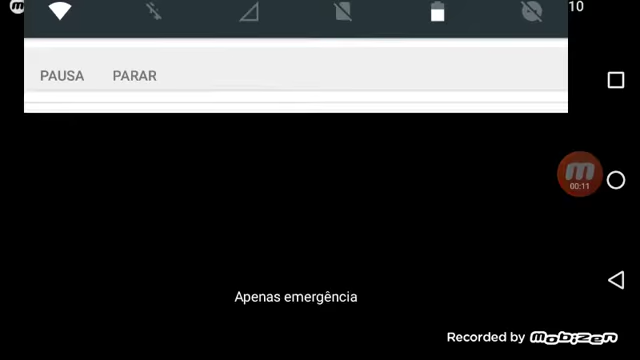 10
PAUSA PARAR
00:11
Apenas emergência
Recorded by Mobizen